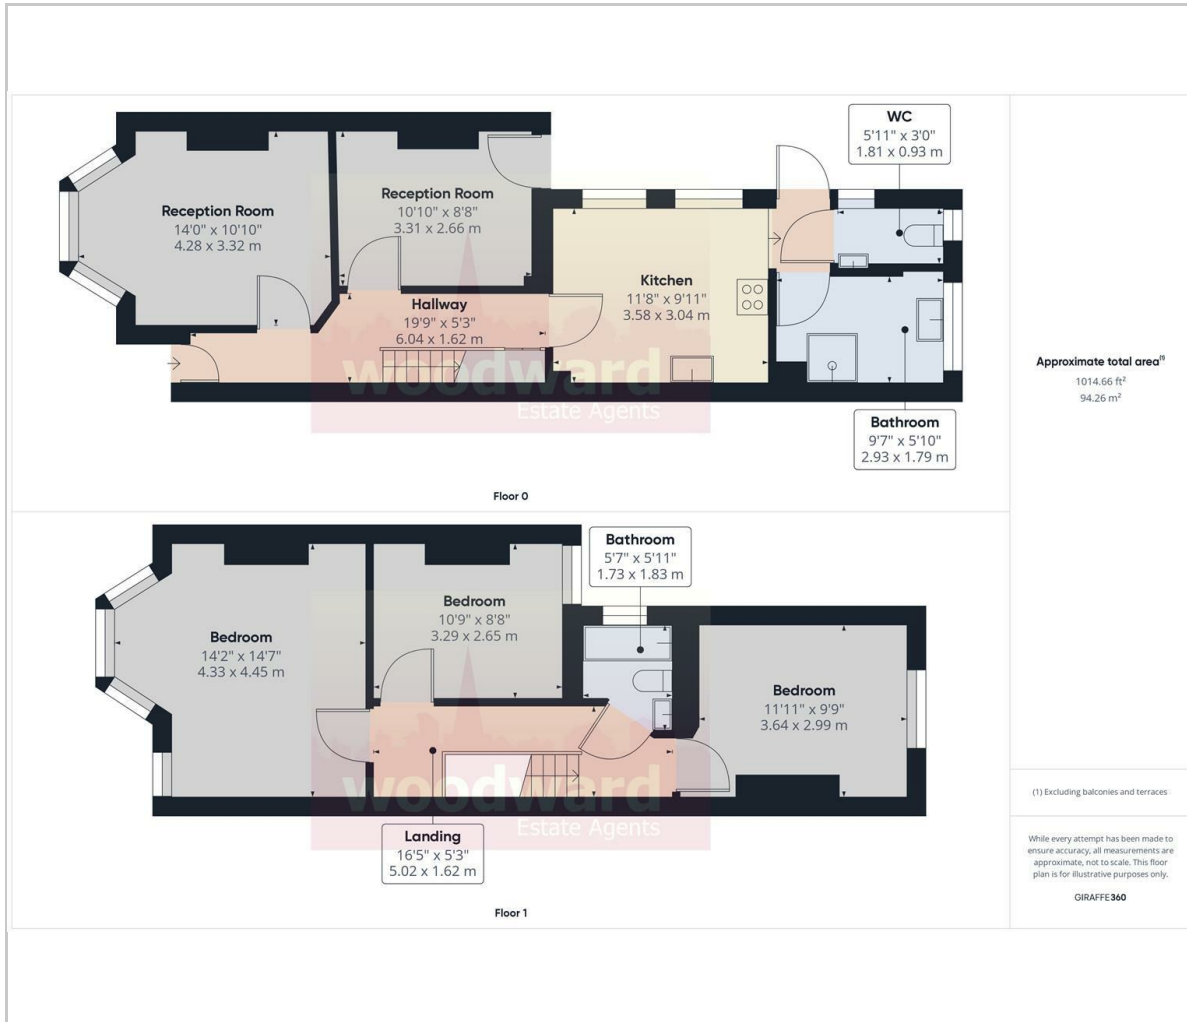 WC
5'11" x 3'0"
1.81 x 0.93 m
Reception Room
14'0" x 10'10"
4.28 x 3.32 m
Reception Room
10'10" x 8'8"
3.31 x 2.66 m
Kitchen
11'8" x 9'11"
3.58 x 3.04 m
Hallway
19'9" x 5'3"
6.04 x 1.62 m
woodward
Estate Agents
Bathroom
9'7" x 5'10"
2.93 x 1.79 m
Floor 0
Bathroom
5'7" x 5'11"
1.73 x 1.83 m
Bedroom
14'2" x 14'7"
4.33 x 4.45 m
Bedroom
10'9" x 8'8"
3.29 x 2.65 m
Bedroom
11'11" x 9'9"
3.64 x 2.99 m
woodward
Estate Agents
Landing
16'5" x 5'3"
5.02 x 1.62 m
Floor 1
Approximate total area(1)
1014.66 ft²
94.26 m²
(1) Excluding balconies and terraces
While every attempt has been made to
ensure accuracy, all measurements are
approximate, not to scale. This floor
plan is for illustrative purposes only.
GIRAFFE360